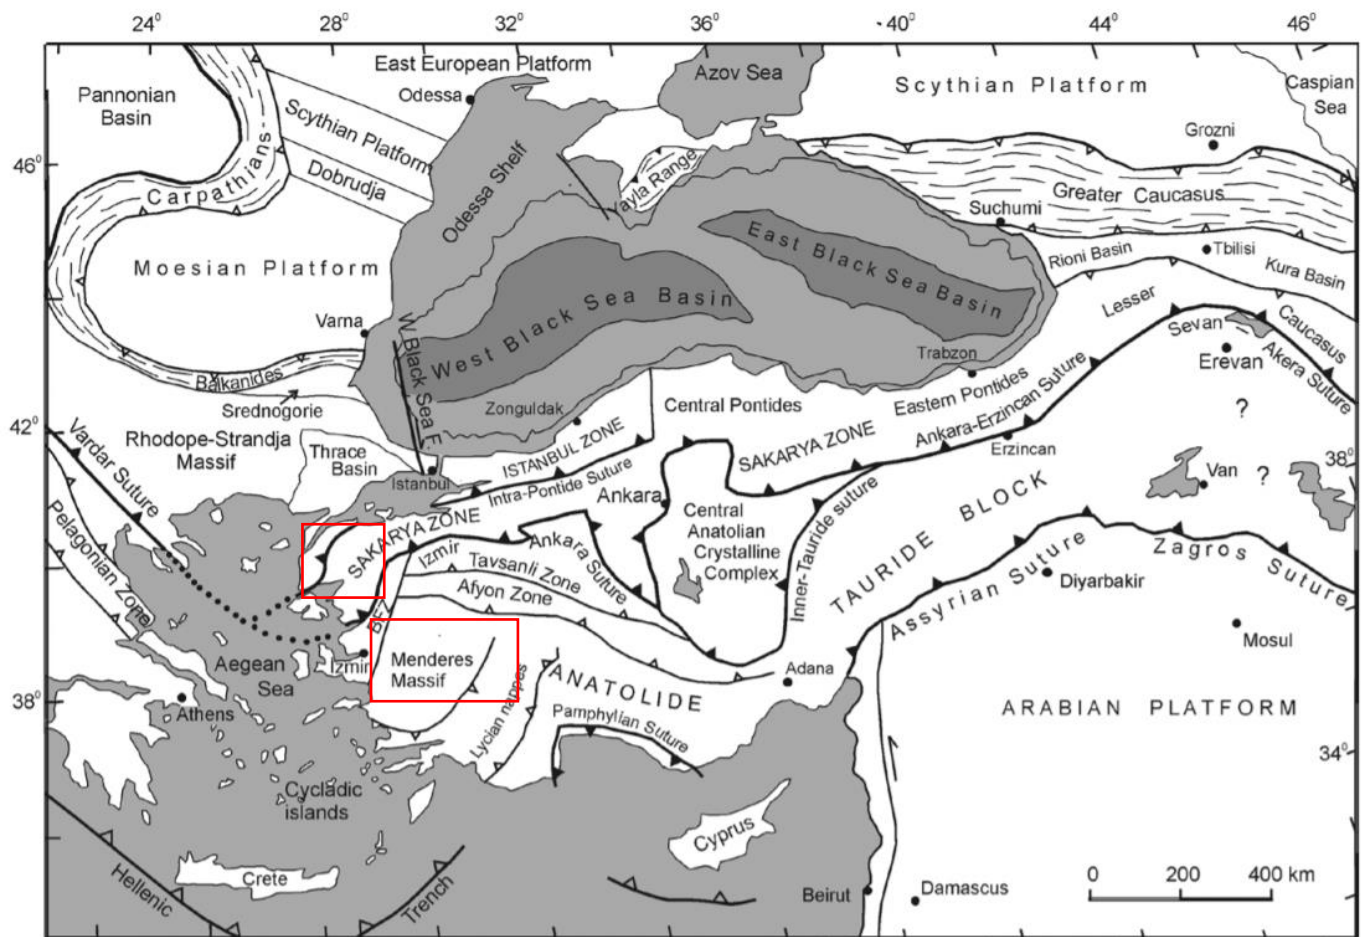 24° 28° 32° 36° 40° 44° 46°
East European Platform
Azov Sea
Scythian Platform
Caspian
Sea
Pannonian
Basin
Odessa
Scythian Platform
Grozni
46°
Dobrudja
Odessa Shelf
Yayla Range
Carpathians
Greater Caucasus
Suchumi
Moesian Platform
East Black Sea Basin
Rioni Basin
Tbilisi
Kura Basin
West Black Sea Basin
Lesser
Caucasus
Varna
W Black Sea F.
Sevan
Akera Suture
Trabzon
Erevan
Balkanides
Srednogorie
Zonguldak
Central Pontides
Eastern Pontides
?
42°
Vardar Suture
Rhodope-Strandja
Massif
Thrace
Basin
ISTANBUL ZONE
SAKARYA ZONE
Ankara-Erzincan Suture
Erzincan
38°
Istanbul
Intra-Pontide Suture
Van
?
Ankara
Pelagonian Zone
SAKARYA ZONE
Central
Anatolian
Crystalline
Complex
Inner-Tauride suture
TAURIDE BLOCK
Izmir
Ankara Suture
Tavsanli Zone
Afyon Zone
Assyrian Suture
Zagros Suture
Diyarbakir
BFZ
Mosul
Aegean
Sea
Izmir
Menderes
Massif
Adana
38°
Athens
Lycian nappes
ANATOLIDE
Pamphylian Suture
ARABIAN PLATFORM
34°
Cycladic
islands
Cyprus
Crete
Hellenic
Trench
Beirut
Damascus
0 200 400 km